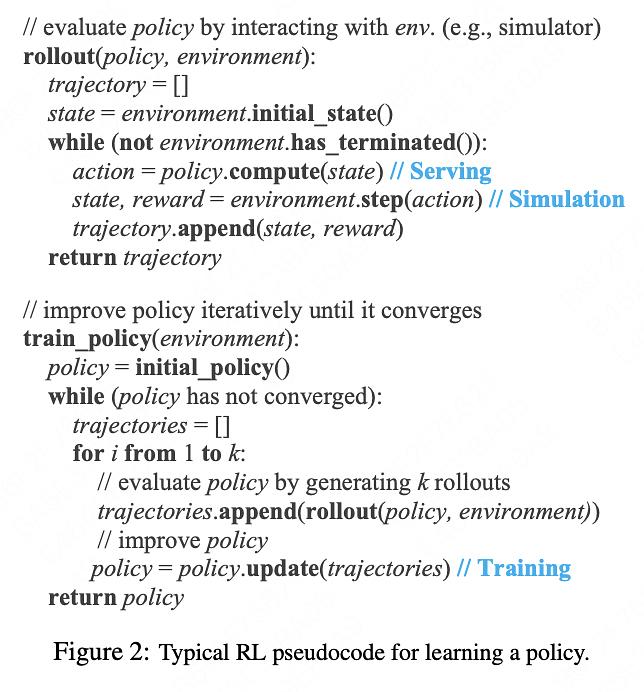 // evaluate policy by interacting with env. (e.g., simulator)
rollout(policy, environment):
trajectory = []
state = environment.initial_state()
while (not environment.has_terminated()):
action = policy.compute(state) // Serving
state, reward = environment.step(action) // Simulation
trajectory.append(state, reward)
return trajectory
// improve policy iteratively until it converges
train_policy(environment):
policy = initial_policy()
while (policy has not converged):
trajectories = []
for i from 1 to k:
// evaluate policy by generating k rollouts
trajectories.append(rollout(policy, environment))
// improve policy
policy = policy.update(trajectories) // Training
return policy
Figure 2: Typical RL pseudocode for learning a policy.